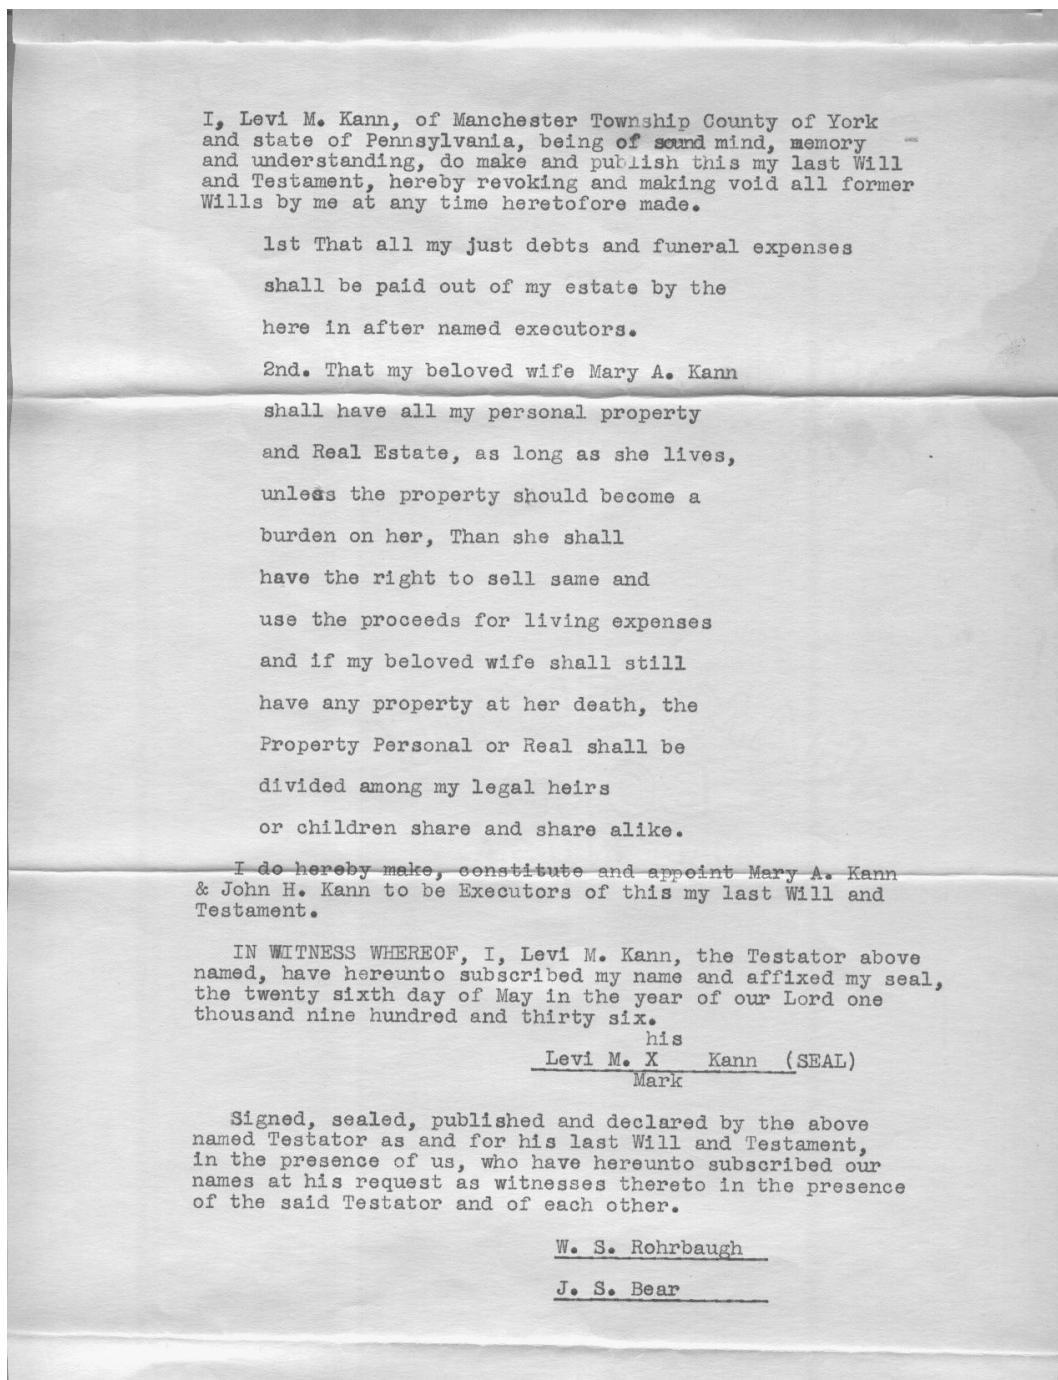 I, Levi M. Kann, of Manchester Township County of York
and state of Pennsylvania, being of sound mind, memory
and understanding, do make and publish this my last Will
and Testament, hereby revoking and making void all former
Wills by me at any time heretofore made.
1st That all my just debts and funeral expenses
shall be paid out of my estate by the
here in after named executors.
2nd. That my beloved wife Mary A. Kann
shall have all my personal property
and Real Estate, as long as she lives,
unless the property should become a
burden on her, Than she shall
have the right to sell same and
use the proceeds for living expenses
and if my beloved wife shall still
have any property at her death, the
Property Personal or Real shall be
divided among my legal heirs
or children share and share alike.
I do hereby make, constitute and appoint Mary A. Kann
& John H. Kann to be Executors of this my last Will and
Testament.
IN WITNESS WHEREOF, I, Levi M. Kann, the Testator above
named, have hereunto subscribed my name and affixed my seal,
the twenty sixth day of May in the year of our Lord one
thousand nine hundred and thirty six.
his
Levi M. X Kann (SEAL)
Mark
Signed, sealed, published and declared by the above
named Testator as and for his last Will and Testament,
in the presence of us, who have hereunto subscribed our
names at his request as witnesses thereto in the presence
of the said Testator and of each other.
W. S. Rohrbaugh
J. S. Bear